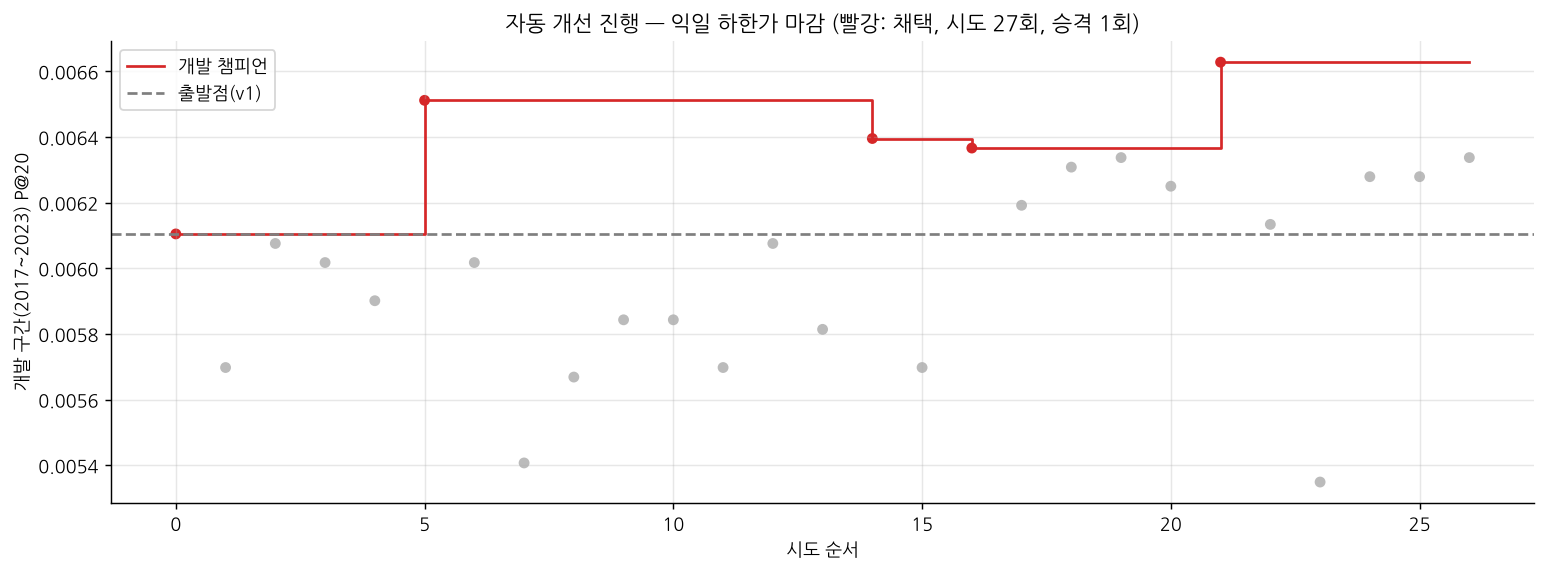 자동 개선 진행 — 익일 하한가 마감 (빨강: 채택, 시도 27회, 승격 1회)
개발 챔피언
출발점(v1)
개발 구간(2017~2023) P@20
0.0066
0.0064
0.0062
0.0060
0.0058
0.0056
0.0054
0 5 10 15 20 25
시도 순서